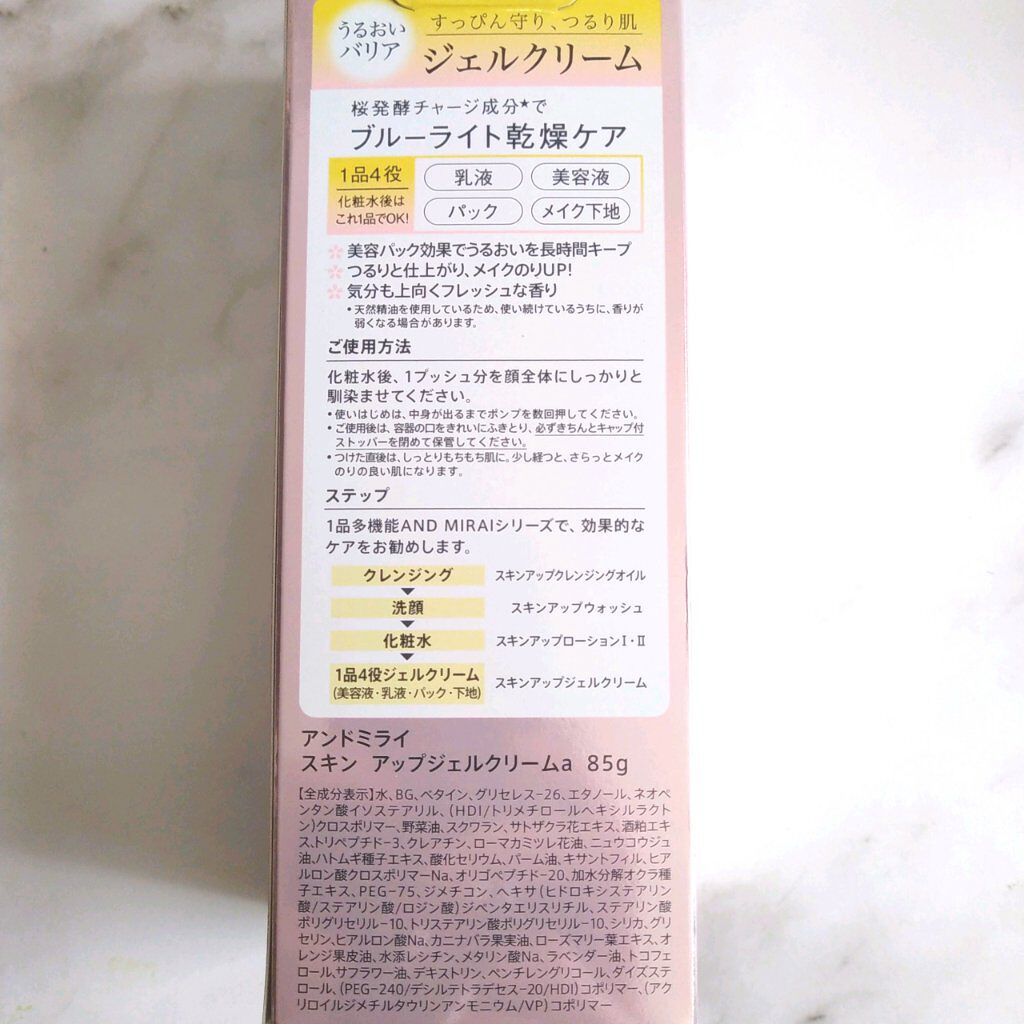 うるおい
バリア
すっぴん守り、つるり肌
ジェルクリーム
桜発酵チャージ成分★で
ブルーライト乾燥ケア
1品4役
化粧水後は
これ1品でOK!
乳液
美容液
パック
メイク下地
美容パック効果でうるおいを長時間キープ
つるりと仕上がり、メイクのりUP!
気分も上向くフレッシュな香り
・天然精油を使用しているため、使い続けているうちに、香りが
弱くなる場合があります。
ご使用方法
化粧水後、1プッシュ分を顔全体にしっかりと
馴染ませてください。
・使いはじめは、中身が出るまでポンプを数回押してください。
・ご使用後は、容器の口をきれいにふきとり、必ずきちんとキャップ付
ストッパーを閉めて保管してください。
・つけた直後は、しっとりもちもち肌に。少し経つと、さらっとメイク
のりの良い肌になります。
ステップ
1品多機能AND MIRAIシリーズで、効果的な
ケアをお勧めします。
クレンジング スキンアップクレンジングオイル
洗顔 スキンアップウォッシュ
化粧水 スキンアップローションI・II
1品4役ジェルクリーム
(美容液・乳液・パック・下地)
スキンアップジェルクリーム
アンドミライ
スキン アップジェルクリームa 85g
【全成分表示】水、BG、ベタイン、グリセレス-26、エタノール、ネオペ
ンタン酸イソステアリル、(HDI/トリメチロールヘキシルラクト
ン)クロスポリマー、野菜油、スクワラン、サトザクラ花エキス、酒粕エキ
ス、トリペプチド-3、クレアチン、ローマカミツレ花油、ニュウコウジュ
油、ハトムギ種子エキス、酸化セリウム、パーム油、キサントフィル、ヒア
ルロン酸クロスポリマーNa、オリゴペプチド-20、加水分解オクラ種
子エキス、PEG-75、ジメチコン、ヘキサ(ヒドロキシステアリン
酸/ステアリン酸/ロジン酸)ジペンタエリスリチル、ステアリン酸
ポリグリセリル-10、トリステアリン酸ポリグリセリル-10、シリカ、グリ
セリン、ヒアルロン酸Na、カニナバラ果実油、ローズマリー葉エキス、オ
レンジ果皮油、水添レシチン、メタリン酸Na、ラベンダー油、トコフェ
ロール、サフラワー油、デキストリン、ペンチレングリコール、ダイズステ
ロール、(PEG-240/デシルテトラデセス-20/HDI)コポリマー、(アク
リロイルジメチルタウリンアンモニウム/VP)コポリマー